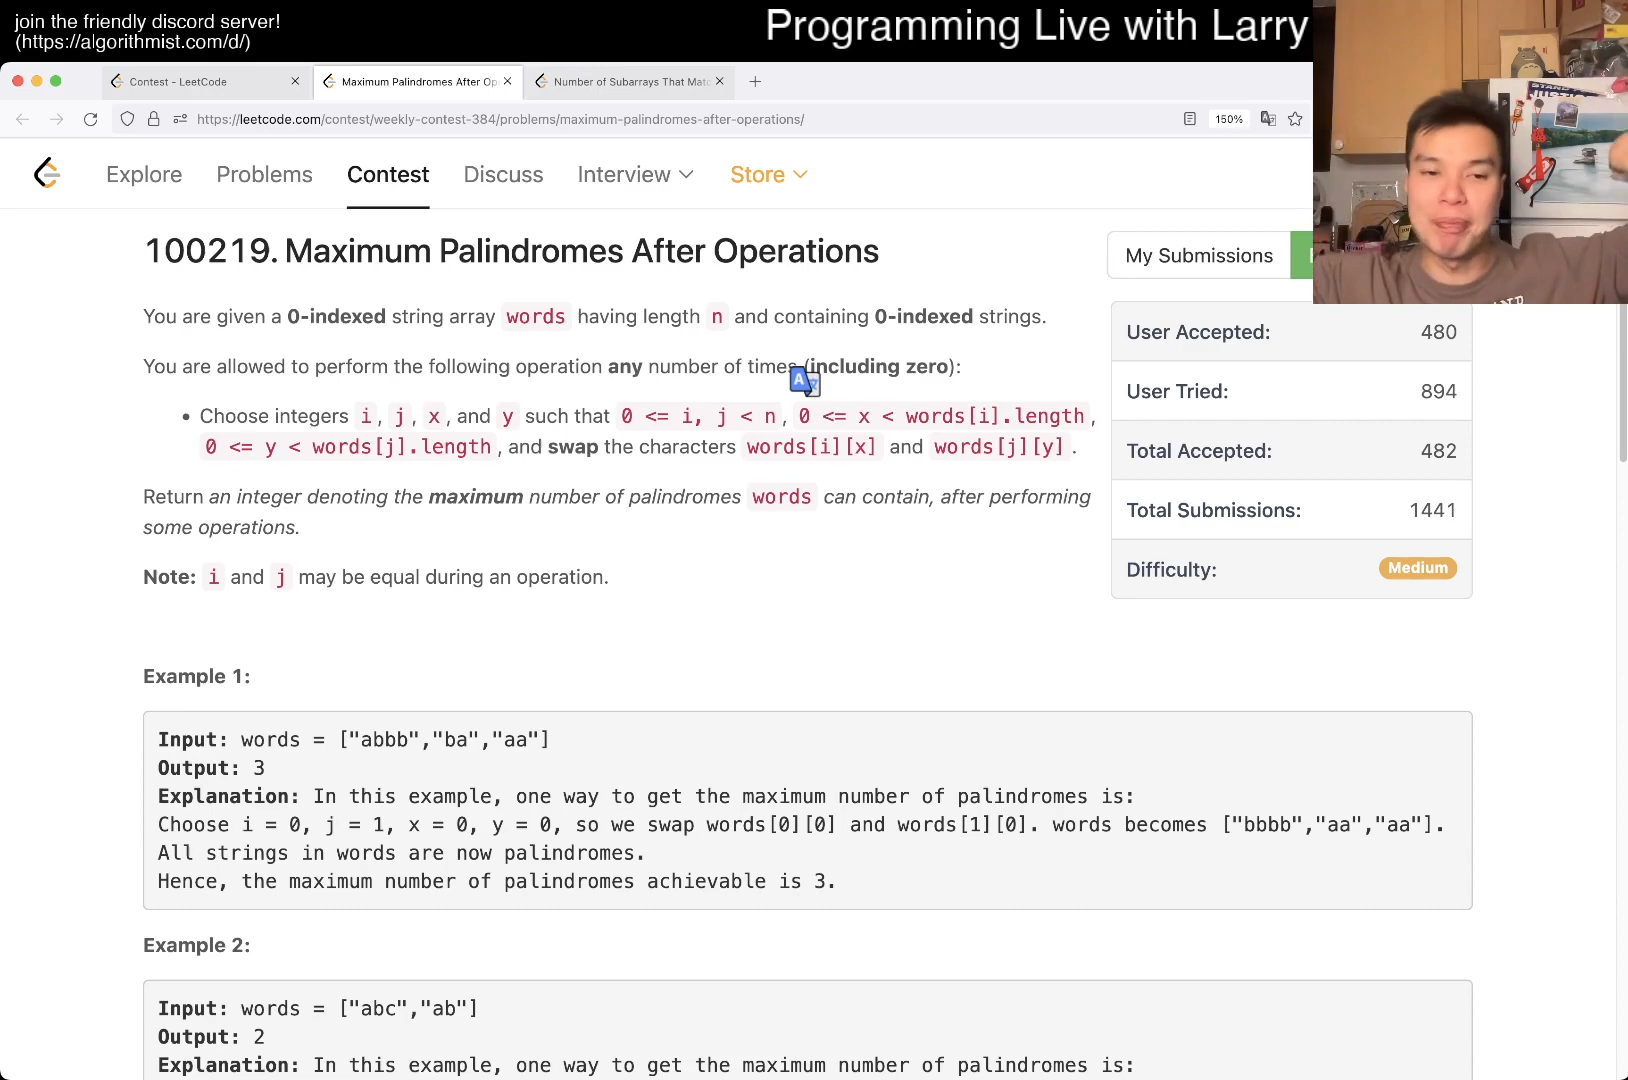 join the friendly discord server!
(https://algorithmist.com/d/)
Programming Live with Larry
Contest - LeetCode
Maximum Palindromes After Op
Number of Subarrays That Matc
https://leetcode.com/contest/weekly-contest-384/problems/maximum-palindromes-after-operations/
150%
Explore Problems Contest Discuss Interview Store
100219. Maximum Palindromes After Operations
My Submissions
You are given a 0-indexed string array words having length n and containing 0-indexed strings.
You are allowed to perform the following operation any number of times (including zero):
• Choose integers i, j, x, and y such that 0 <= i, j < n, 0 <= x < words[i].length,
0 <= y < words[j].length, and swap the characters words[i][x] and words[j][y].
Return an integer denoting the maximum number of palindromes words can contain, after performing
some operations.
Note: i and j may be equal during an operation.
User Accepted: 480
User Tried: 894
Total Accepted: 482
Total Submissions: 1441
Difficulty: Medium
Example 1:
Input: words = ["abbb","ba","aa"]
Output: 3
Explanation: In this example, one way to get the maximum number of palindromes is:
Choose i = 0, j = 1, x = 0, y = 0, so we swap words[0][0] and words[1][0]. words becomes ["bbbb","aa","aa"].
All strings in words are now palindromes.
Hence, the maximum number of palindromes achievable is 3.
Example 2:
Input: words = ["abc","ab"]
Output: 2
Explanation: In this example, one way to get the maximum number of palindromes is: